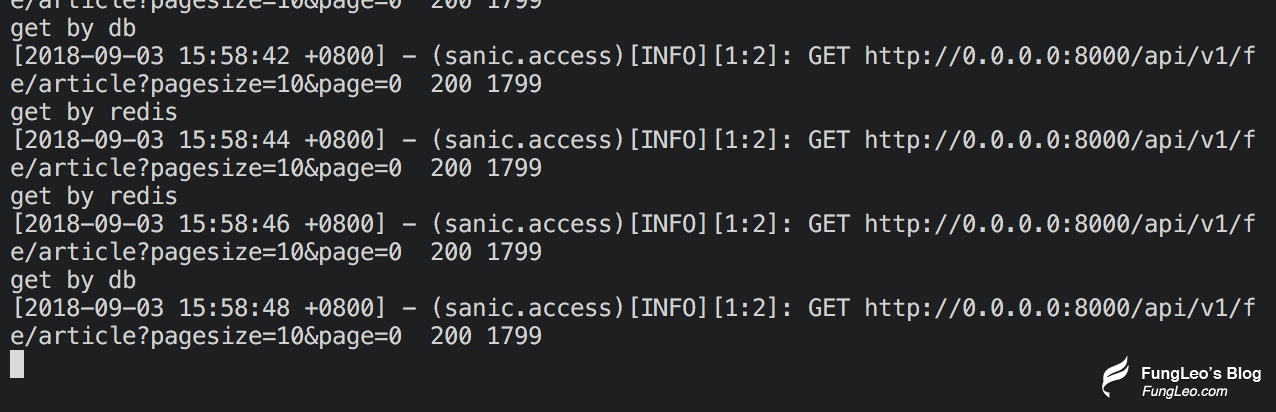 e/article?pagesize=10&page=0  200 1799
get by db
[2018-09-03 15:58:42 +0800] - (sanic.access)[INFO][1:2]: GET http://0.0.0.0:8000/api/v1/f
e/article?pagesize=10&page=0  200 1799
get by redis
[2018-09-03 15:58:44 +0800] - (sanic.access)[INFO][1:2]: GET http://0.0.0.0:8000/api/v1/f
e/article?pagesize=10&page=0  200 1799
get by redis
[2018-09-03 15:58:46 +0800] - (sanic.access)[INFO][1:2]: GET http://0.0.0.0:8000/api/v1/f
e/article?pagesize=10&page=0  200 1799
get by db
[2018-09-03 15:58:48 +0800] - (sanic.access)[INFO][1:2]: GET http://0.0.0.0:8000/api/v1/f
e/article?pagesize=10&page=0  200 1799
FungLeo's Blog
FungLeo.com